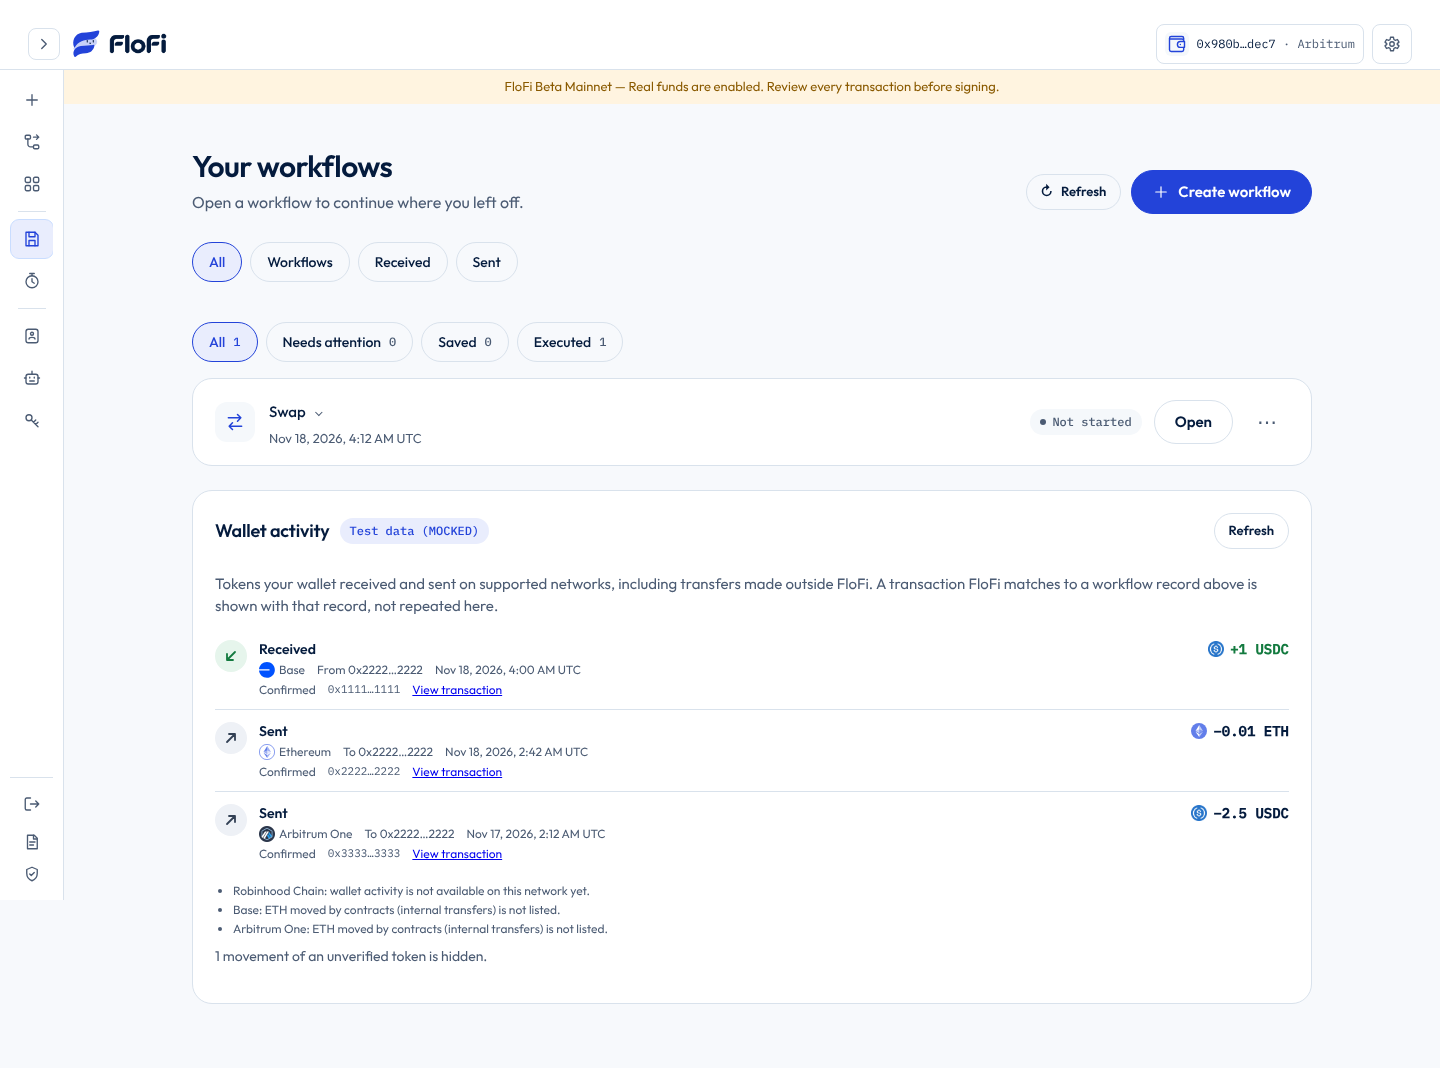 FloFi
0x980b…dec7 · Arbitrum
FloFi Beta Mainnet — Real funds are enabled. Review every transaction before signing.
Your workflows
Open a workflow to continue where you left off.
Refresh
Create workflow
All
Workflows
Received
Sent
All 1
Needs attention 0
Saved 0
Executed 1
Swap
Nov 18, 2026, 4:12 AM UTC
Not started
Open
Wallet activity
Test data (MOCKED)
Refresh
Tokens your wallet received and sent on supported networks, including transfers made outside FloFi. A transaction FloFi matches to a workflow record above is
shown with that record, not repeated here.
Received
+1 USDC
Base From 0x2222…2222 Nov 18, 2026, 4:00 AM UTC
Confirmed 0x1111…1111 View transaction
Sent
−0.01 ETH
Ethereum To 0x2222…2222 Nov 18, 2026, 2:42 AM UTC
Confirmed 0x2222…2222 View transaction
Sent
−2.5 USDC
Arbitrum One To 0x2222…2222 Nov 17, 2026, 2:12 AM UTC
Confirmed 0x3333…3333 View transaction
• Robinhood Chain: wallet activity is not available on this network yet.
• Base: ETH moved by contracts (internal transfers) is not listed.
• Arbitrum One: ETH moved by contracts (internal transfers) is not listed.
1 movement of an unverified token is hidden.